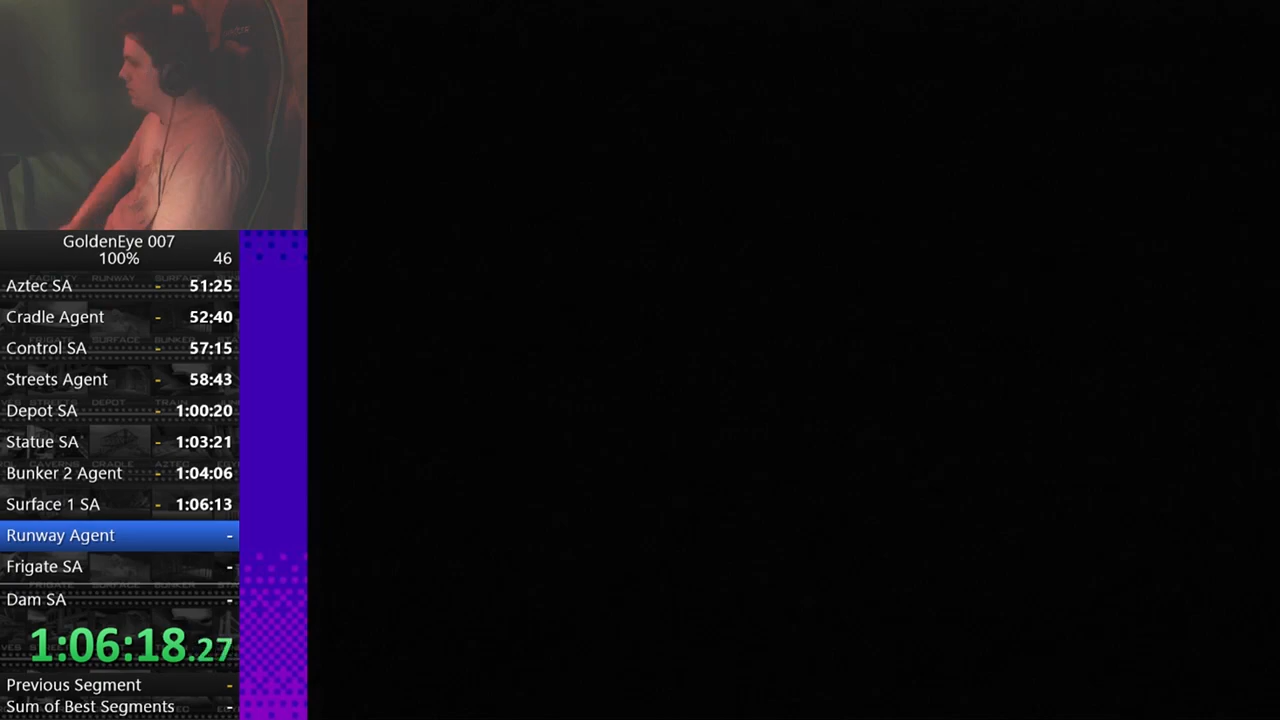 GoldenEye 007
100% 46
Aztec SA - 51:25
Cradle Agent - 52:40
Control SA - 57:15
Streets Agent - 58:43
Depot SA - 1:00:20
Statue SA - 1:03:21
Bunker 2 Agent - 1:04:06
Surface 1 SA - 1:06:13
Runway Agent -
Frigate SA -
Dam SA -
1:06:18.27
Previous Segment -
Sum of Best Segments -